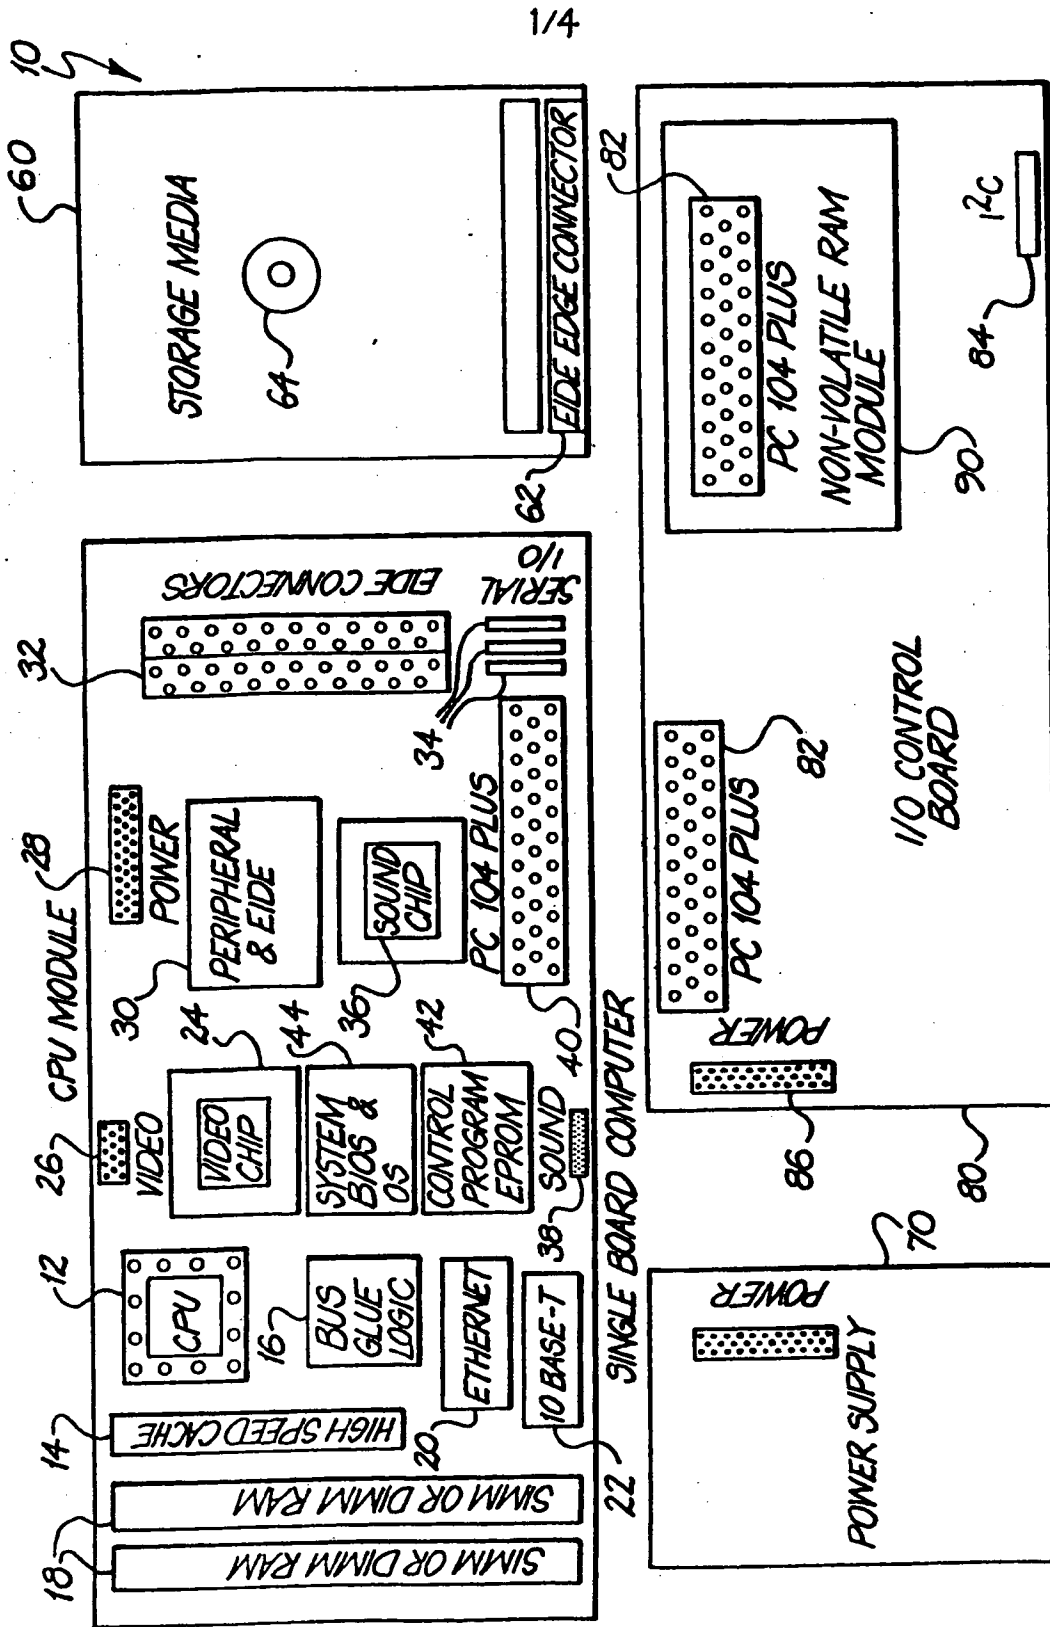 1/4
10
CPU MODULE
18
14
12
26
28
32
60
SIMM OR DIMM RAM
SIMM OR DIMM RAM
HIGH SPEED CACHE
CPU
16
BUS
GLUE
LOGIC
20
ETHERNET
10 BASE-T
22
VIDEO
24
VIDEO
CHIP
44
SYSTEM
BIOS &
OS
42
CONTROL
PROGRAM
EPROM
SOUND
38
POWER
30
PERIPHERAL
& EIDE
36
SOUND
CHIP
PC 104 PLUS
40
EIDE CONNECTORS
34
SERIAL
I/O
SINGLE BOARD COMPUTER
STORAGE MEDIA
64
62
EIDE EDGE CONNECTOR
70
POWER
POWER SUPPLY
POWER
86
80
PC 104 PLUS
82
I/O CONTROL
BOARD
82
PC 104 PLUS
NON-VOLATILE RAM
MODULE
90
I2C
84